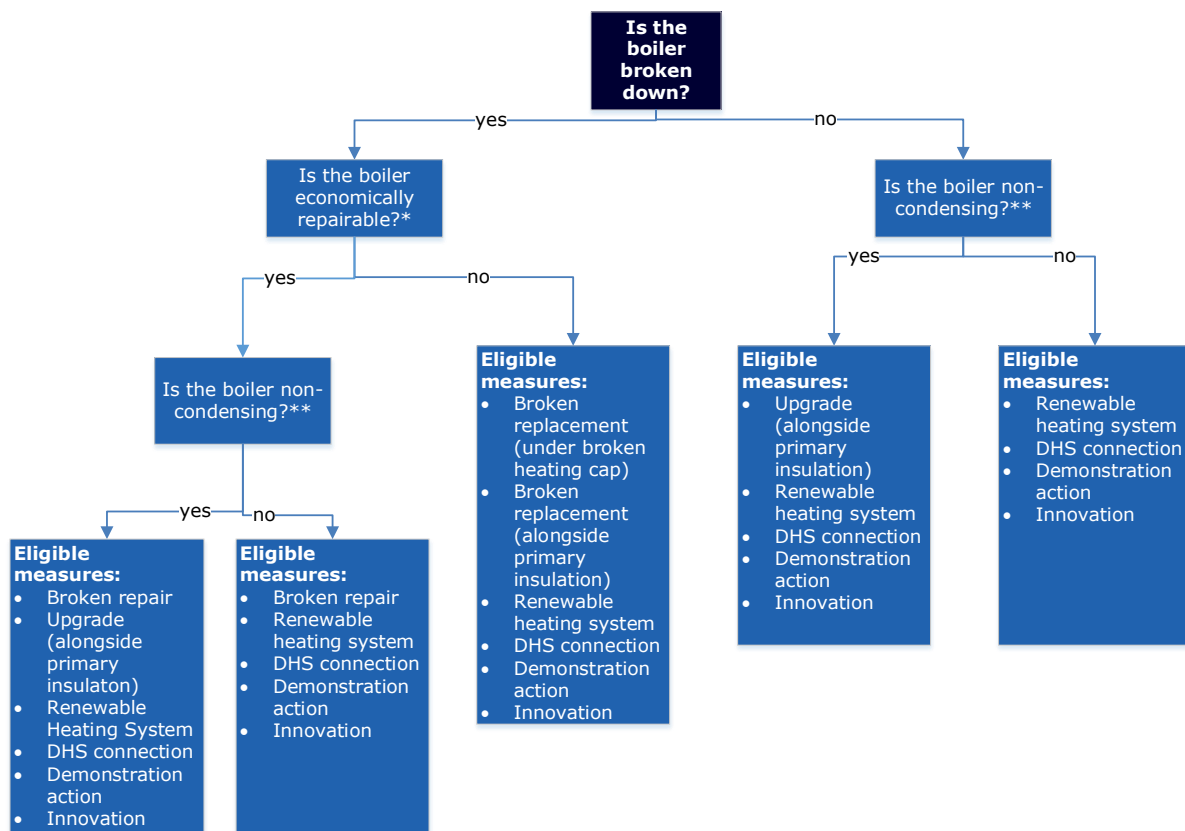 Is the
boiler
broken
down?
yes
no
Is the boiler
economically
repairable?*
Is the boiler non-
condensing?**
yes
no
yes
no
Is the boiler non-
condensing?**
yes
no
Eligible
measures:
• Broken repair
• Upgrade
(alongside
primary
insulaton)
• Renewable
Heating System
• DHS connection
• Demonstration
action
• Innovation
Eligible
measures:
• Broken repair
• Renewable
heating system
• DHS connection
• Demonstration
action
• Innovation
Eligible
measures:
• Broken
replacement
(under broken
heating cap)
• Broken
replacement
(alongside
primary
insulation)
• Renewable
heating system
• DHS connection
• Demonstration
action
• Innovation
Eligible
measures:
• Upgrade
(alongside
primary
insulation)
• Renewable
heating system
• DHS connection
• Demonstration
action
• Innovation
Eligible
measures:
• Renewable
heating system
• DHS connection
• Demonstration
action
• Innovation